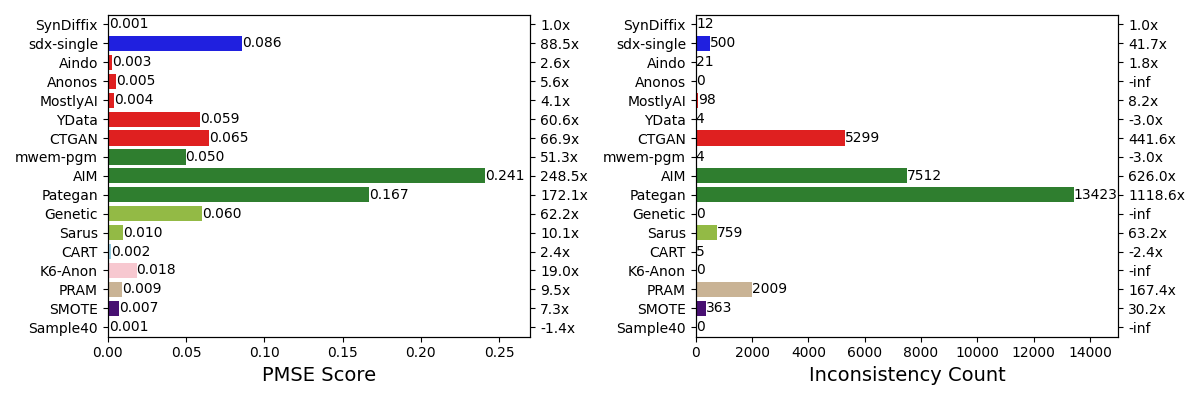 SynDiffix 0.001 1.0x
sdx-single 0.086 88.5x
Aindo 0.003 2.6x
Anonos 0.005 5.6x
MostlyAI 0.004 4.1x
YData 0.059 60.6x
CTGAN 0.065 66.9x
mwem-pgm 0.050 51.3x
AIM 0.241 248.5x
Pategan 0.167 172.1x
Genetic 0.060 62.2x
Sarus 0.010 10.1x
CART 0.002 2.4x
K6-Anon 0.018 19.0x
PRAM 0.009 9.5x
SMOTE 0.007 7.3x
Sample40 0.001 -1.4x
0.00 0.05 0.10 0.15 0.20 0.25
PMSE Score
SynDiffix 12 1.0x
sdx-single 500 41.7x
Aindo 21 1.8x
Anonos 0 -inf
MostlyAI 98 8.2x
YData 4 -3.0x
CTGAN 5299 441.6x
mwem-pgm 4 -3.0x
AIM 7512 626.0x
Pategan 13423 1118.6x
Genetic 0 -inf
Sarus 759 63.2x
CART 5 -2.4x
K6-Anon 0 -inf
PRAM 2009 167.4x
SMOTE 363 30.2x
Sample40 0 -inf
0 2000 4000 6000 8000 10000 12000 14000
Inconsistency Count